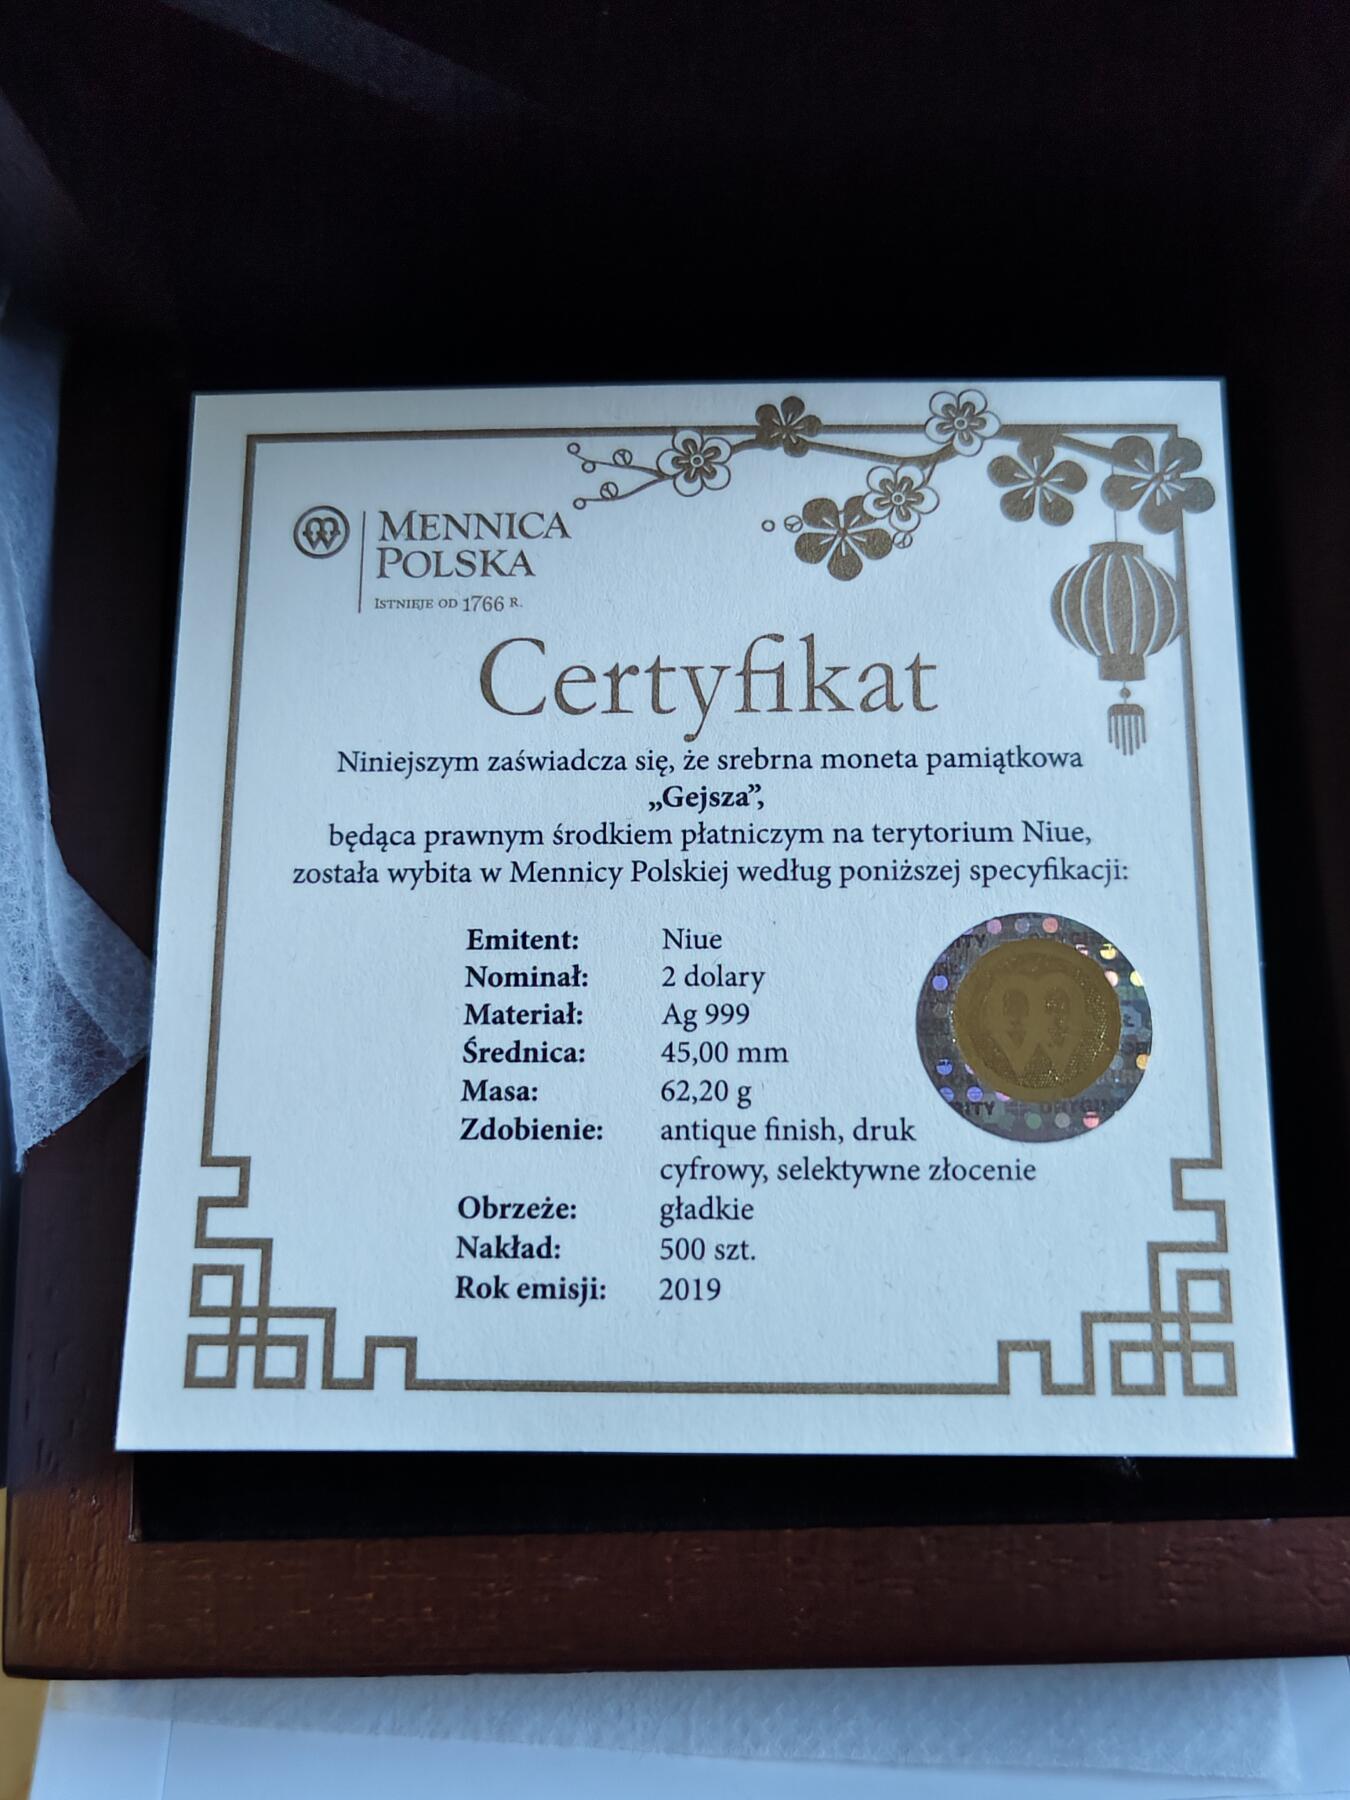 MENNICA
POLSKA
ISTNIEJE OD 1766 R.
Certyfikat
Niniejszym zaświadcza się, że srebrna moneta pamiątkowa
„Gejsza”,
będąca prawnym środkiem płatniczym na terytorium Niue,
została wybita w Mennicy Polskiej według poniższej specyfikacji:
Emitent: Niue
Nominał: 2 dolary
Materiał: Ag 999
Średnica: 45,00 mm
Masa: 62,20 g
Zdobienie: antique finish, druk
cyfrowy, selektywne złocenie
Obrzeże: gładkie
Nakład: 500 szt.
Rok emisji: 2019